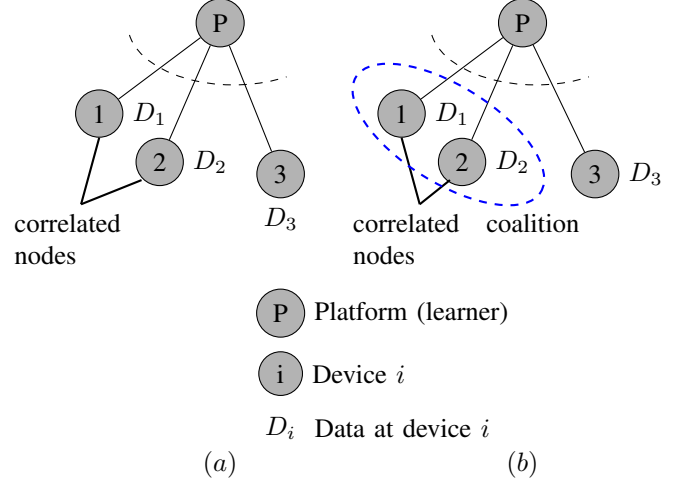 P P
1 D₁ 1 D₁
2 D₂ 2 D₂
3 3 D₃
D₃
correlated correlated coalition
nodes nodes
P Platform (learner)
i Device i
Dᵢ Data at device i
(a) (b)